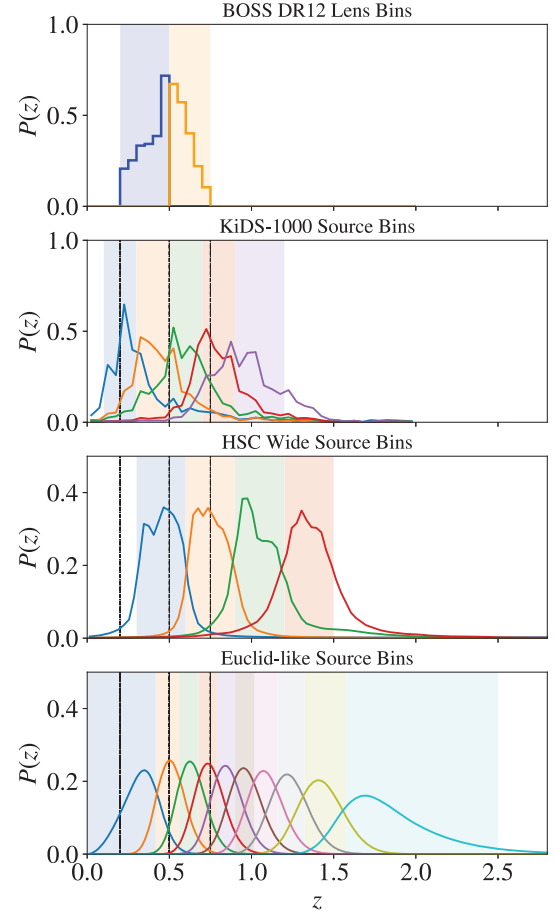 BOSS DR12 Lens Bins
1.0
0.5
0.0
P(z)
KiDS-1000 Source Bins
1.0
0.5
0.0
P(z)
HSC Wide Source Bins
0.4
0.2
0.0
P(z)
Euclid-like Source Bins
0.4
0.2
0.0
P(z)
0.0 0.5 1.0 1.5 2.0 2.5
z